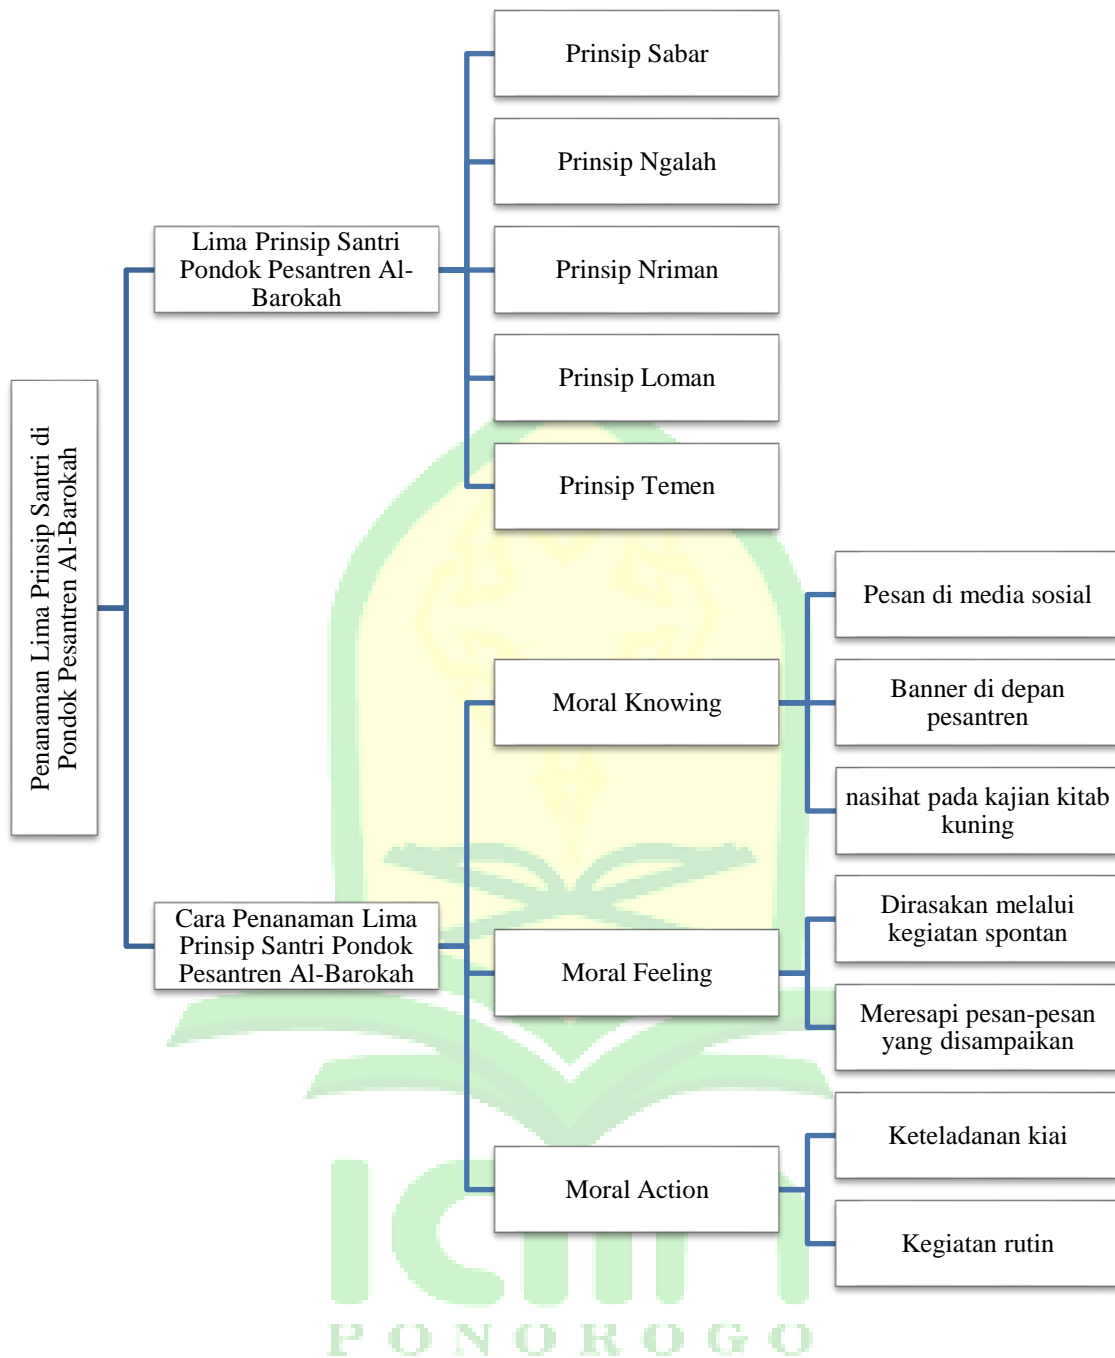 Penanaman Lima Prinsip Santri di
Pondok Pesantren Al-Barokah
Lima Prinsip Santri
Pondok Pesantren Al-
Barokah
Prinsip Sabar
Prinsip Ngalah
Prinsip Nriman
Prinsip Loman
Prinsip Temen
Cara Penanaman Lima
Prinsip Santri Pondok
Pesantren Al-Barokah
Moral Knowing
Pesan di media sosial
Banner di depan
pesantren
nasihat pada kajian kitab
kuning
Moral Feeling
Dirasakan melalui
kegiatan spontan
Meresapi pesan-pesan
yang disampaikan
Moral Action
Keteladanan kiai
Kegiatan rutin
PONOROGO